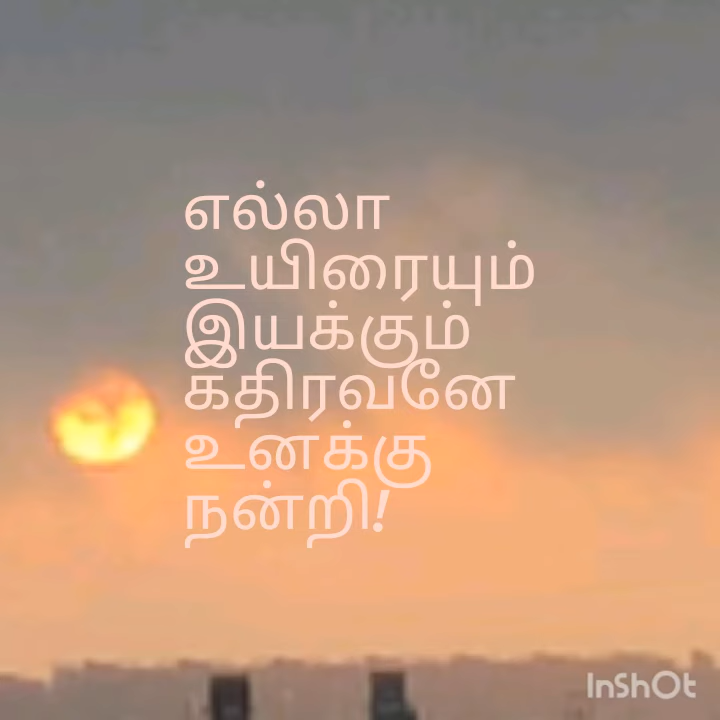 எல்லா
உயிரையும்
இயக்கும்
கதிரவனே
உனக்கு
நன்றி!
InShOt